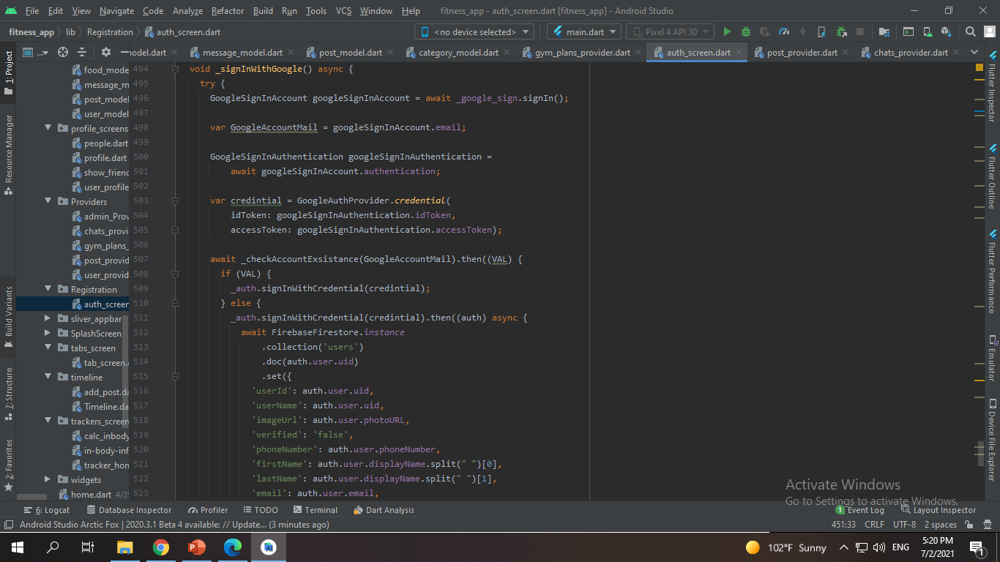 File Edit View Navigate Code Analyze Refactor Build Run Tools VCS Window Help fitness_app - auth_screen.dart [fitness_app] - Android Studio
fitness_app lib Registration auth_screen.dart <no device selected> main.dart Pixel 4 API 30
odel.dart message_model.dart post_model.dart category_model.dart gym_plans_provider.dart auth_screen.dart post_provider.dart chats_provider.dart
1: Project
Resource Manager
Build Variants
7: Structure
2: Favorites
food_mode
message_m
post_model
user_model
profile_screens
people.dart
profile.dart
show_frienc
user_profile
Providers
admin_Prov
chats_provi
gym_plans_
post_provid
user_provid
Registration
auth_screen
sliver_appbar
SplashScreen
tabs_screen
tab_screen.
timeline
add_post.da
Timeline.da
trackers_screen
calc_inbody
in-body-inf
tracker_hon
widgets
home.dart 4/25
494 void _signInWithGoogle() async {
495 try {
496 GoogleSignInAccount googleSignInAccount = await _google_sign.signIn();
497
498 var GoogleAccountMail = googleSignInAccount.email;
499
500 GoogleSignInAuthentication googleSignInAuthentication =
501 await googleSignInAccount.authentication;
502
503 var credintial = GoogleAuthProvider.credential(
504 idToken: googleSignInAuthentication.idToken,
505 accessToken: googleSignInAuthentication.accessToken);
506
507 await _checkAccountExsistance(GoogleAccountMail).then((VAL) {
508 if (VAL) {
509 _auth.signInWithCredential(credintial);
510 } else {
511 _auth.signInWithCredential(credintial).then((auth) async {
512 await FirebaseFirestore.instance
513 .collection('users')
514 .doc(auth.user.uid)
515 .set({
516 'userId': auth.user.uid,
517 'userName': auth.user.uid,
518 'imageUrl': auth.user.photoURL,
519 'verified': 'false',
520 'phoneNumber': auth.user.phoneNumber,
521 'firstName': auth.user.displayName.split(" ")[0],
522 'lastName': auth.user.displayName.split(" ")[1],
523 'email': auth.user.email,
Flutter Inspector
Flutter Outline
Flutter Performance
Emulator
Device File Explorer
Activate Windows
Go to Settings to activate Windows.
6: Logcat Database Inspector Profiler TODO Terminal Dart Analysis 1 Event Log Layout Inspector
Android Studio Arctic Fox | 2020.3.1 Beta 4 available: // Update... (3 minutes ago) 451:33 CRLF UTF-8 2 spaces
102°F Sunny ENG 5:20 PM
7/2/2021 1